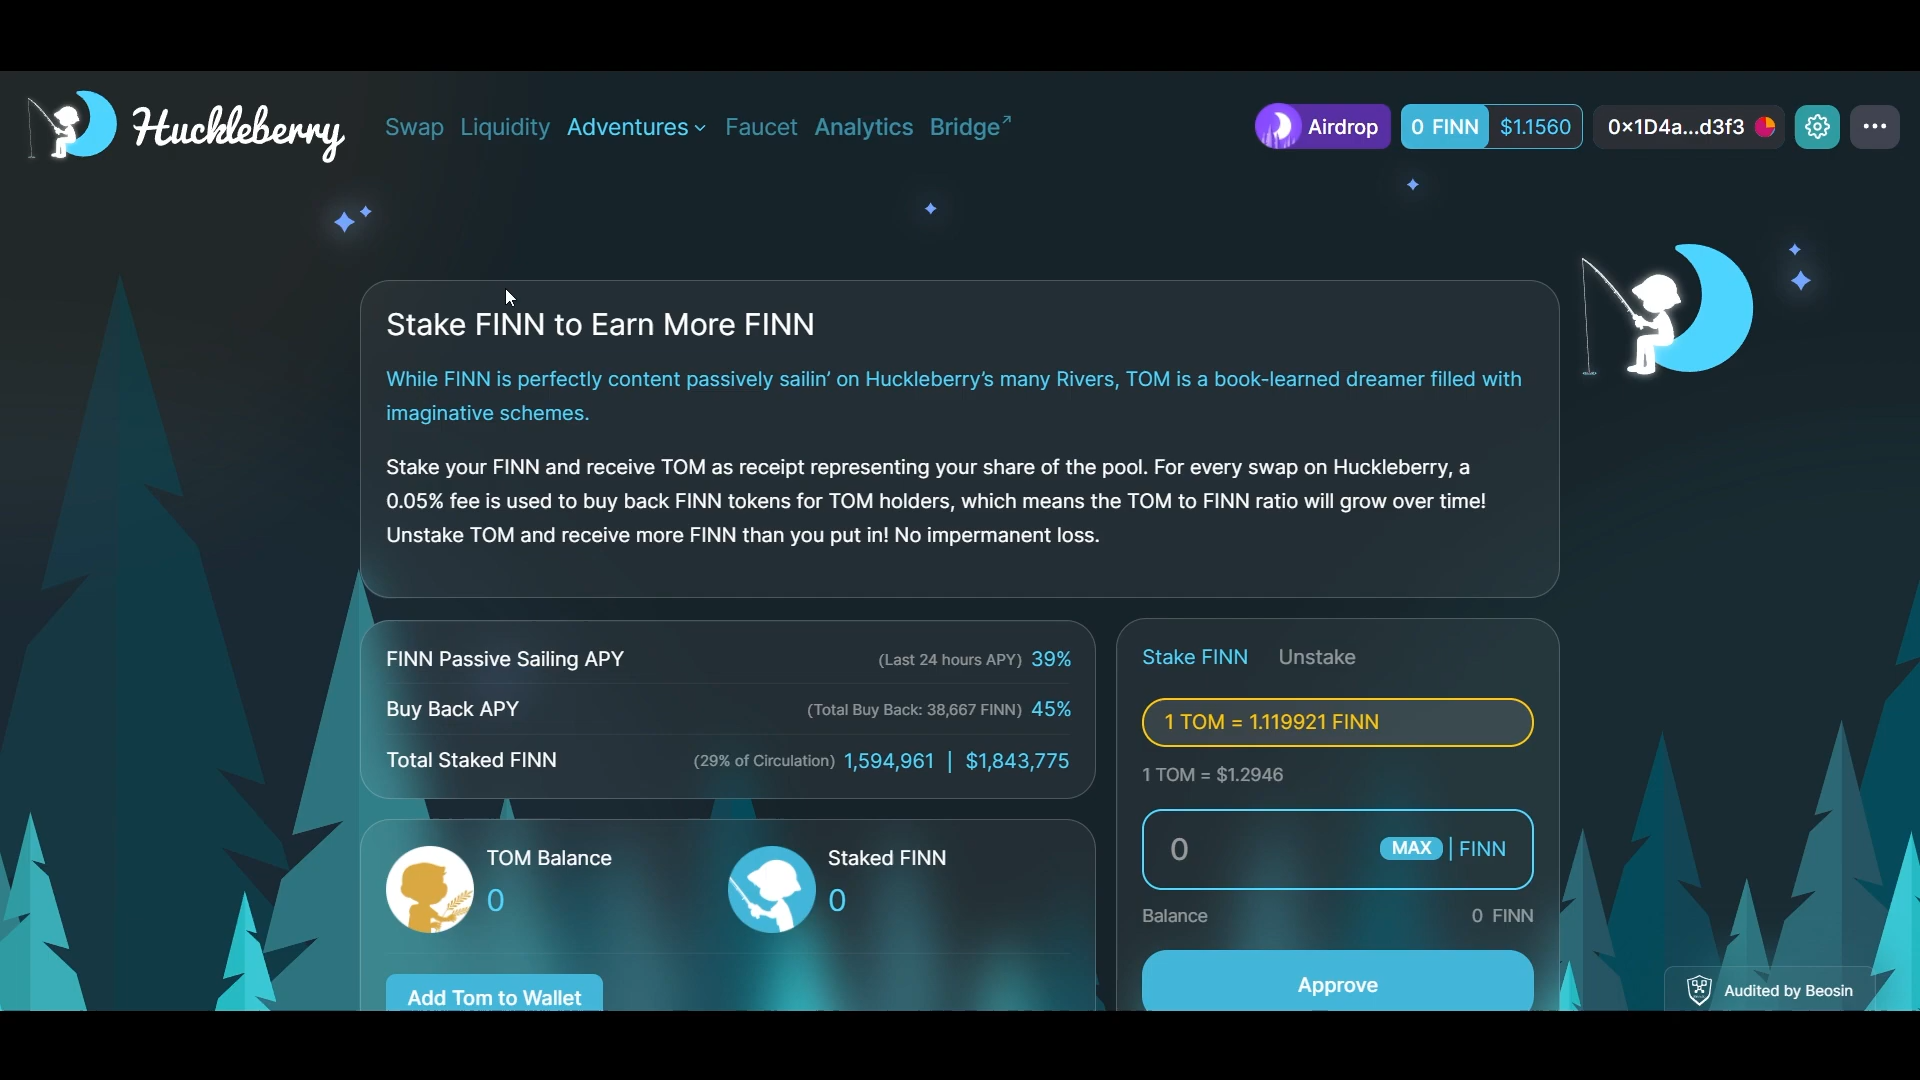 Huckleberry
Swap Liquidity Adventures Faucet Analytics Bridge↗
Airdrop 0 FINN $1.1560 0×1D4a...d3f3
Stake FINN to Earn More FINN
While FINN is perfectly content passively sailin’ on Huckleberry’s many Rivers, TOM is a book-learned dreamer filled with
imaginative schemes.
Stake your FINN and receive TOM as receipt representing your share of the pool. For every swap on Huckleberry, a
0.05% fee is used to buy back FINN tokens for TOM holders, which means the TOM to FINN ratio will grow over time!
Unstake TOM and receive more FINN than you put in! No impermanent loss.
FINN Passive Sailing APY (Last 24 hours APY) 39%
Buy Back APY (Total Buy Back: 38,667 FINN) 45%
Total Staked FINN (29% of Circulation) 1,594,961 | $1,843,775
TOM Balance
0
Staked FINN
0
Add Tom to Wallet
Stake FINN Unstake
1 TOM = 1.119921 FINN
1 TOM = $1.2946
0 MAX | FINN
Balance 0 FINN
Approve
Audited by Beosin